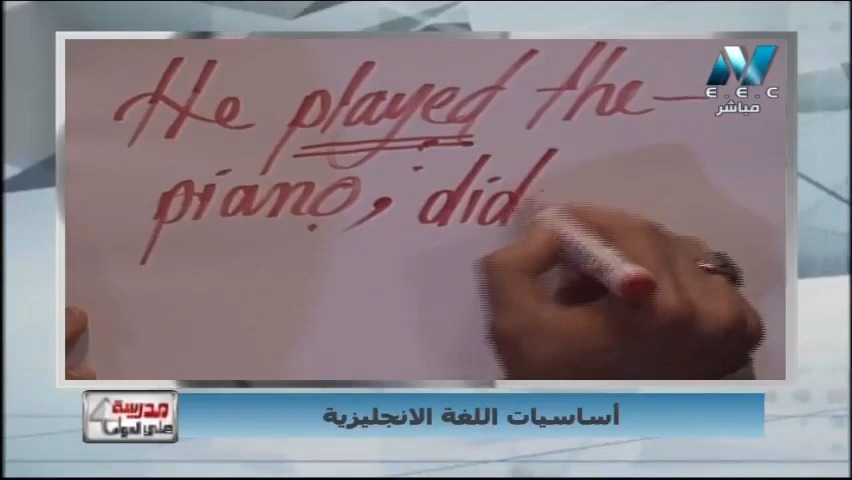 He played the
piano, did
E.E.C
مباشر
مدرسة
على الهواء
أساسيات اللغة الانجليزية